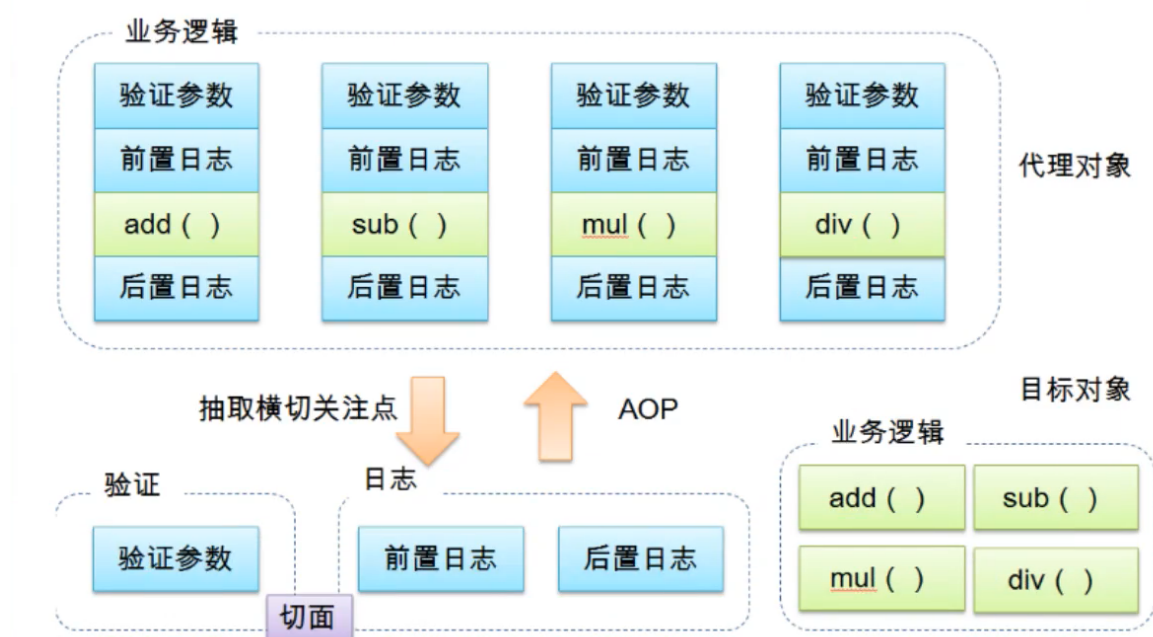 业务逻辑
验证参数 验证参数 验证参数 验证参数
前置日志 前置日志 前置日志 前置日志
代理对象
add ( ) sub ( ) mul ( ) div ( )
后置日志 后置日志 后置日志 后置日志
抽取横切关注点
AOP
目标对象
业务逻辑
add ( ) sub ( )
mul ( ) div ( )
验证
日志
验证参数
前置日志 后置日志
切面